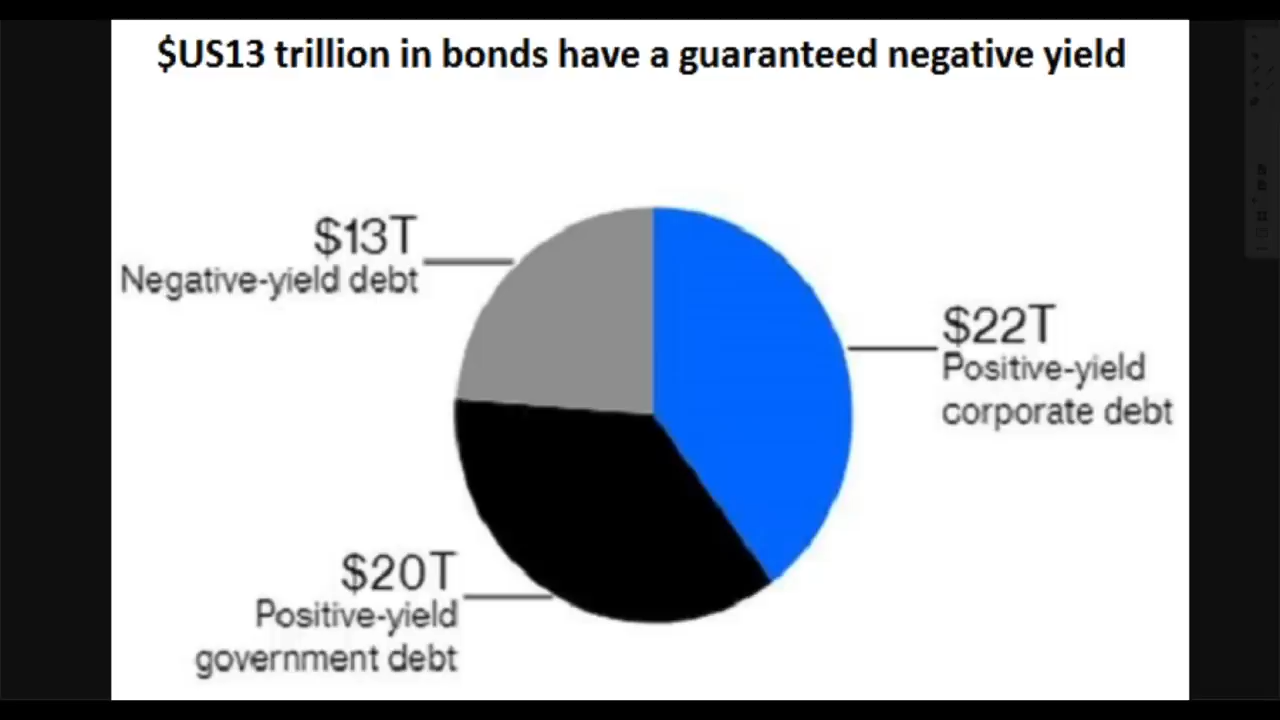 $US13 trillion in bonds have a guaranteed negative yield
$13T
Negative-yield debt
$22T
Positive-yield
corporate debt
$20T
Positive-yield
government debt